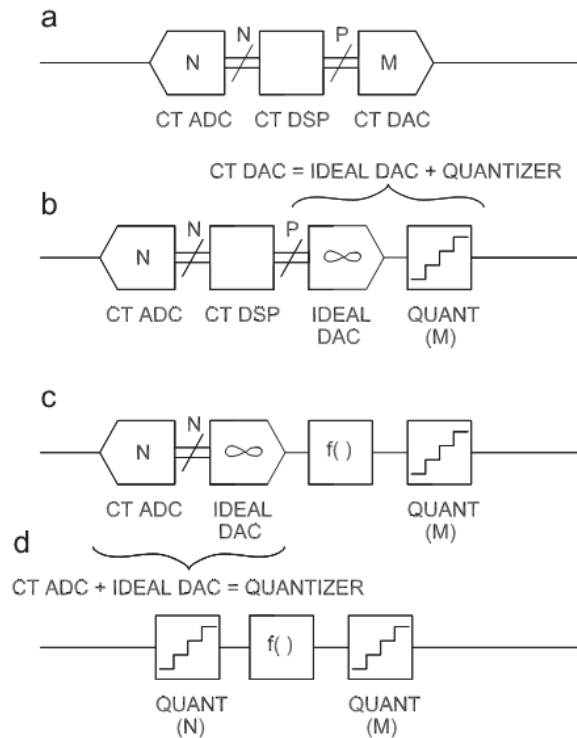 a
N P
N M
CT ADC CT DSP CT DAC
CT DAC = IDEAL DAC + QUANTIZER
b
N P
N ∞
CT ADC CT DSP IDEAL QUANT
DAC (M)
c
N
N ∞ f( )
CT ADC IDEAL QUANT
DAC (M)
d
CT ADC + IDEAL DAC = QUANTIZER
f( )
QUANT QUANT
(N) (M)